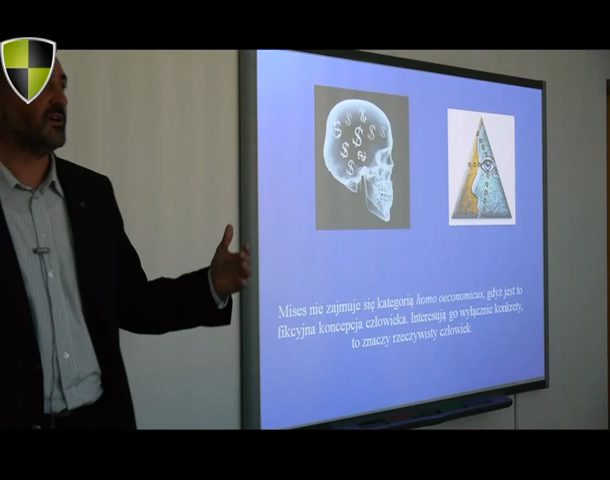 Mises nie zajmuje się kategorią homo oeconomicus, gdyż jest to
fikcyjna koncepcja człowieka. Interesują go wyłącznie konkrety,
to znaczy rzeczywisty człowiek.